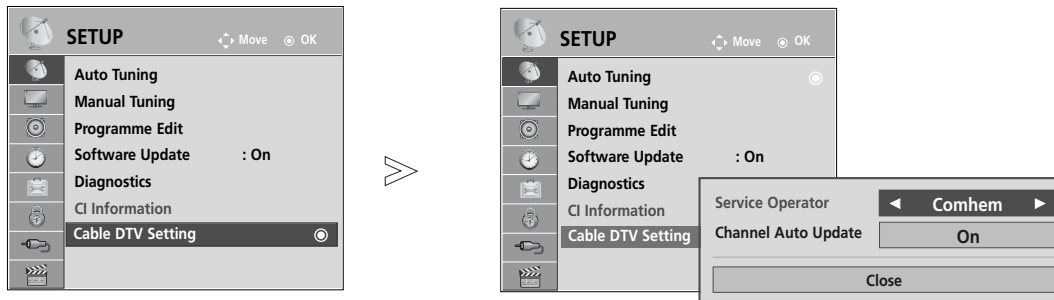 SETUP Move OK
Auto Tuning
Manual Tuning
Programme Edit
Software Update : On
Diagnostics
CI Information
Cable DTV Setting
SETUP Move OK
Auto Tuning
Manual Tuning
Programme Edit
Software Update : On
Diagnostics
CI Information
Cable DTV Setting
Service Operator ◄ Comhem ►
Channel Auto Update On
Close